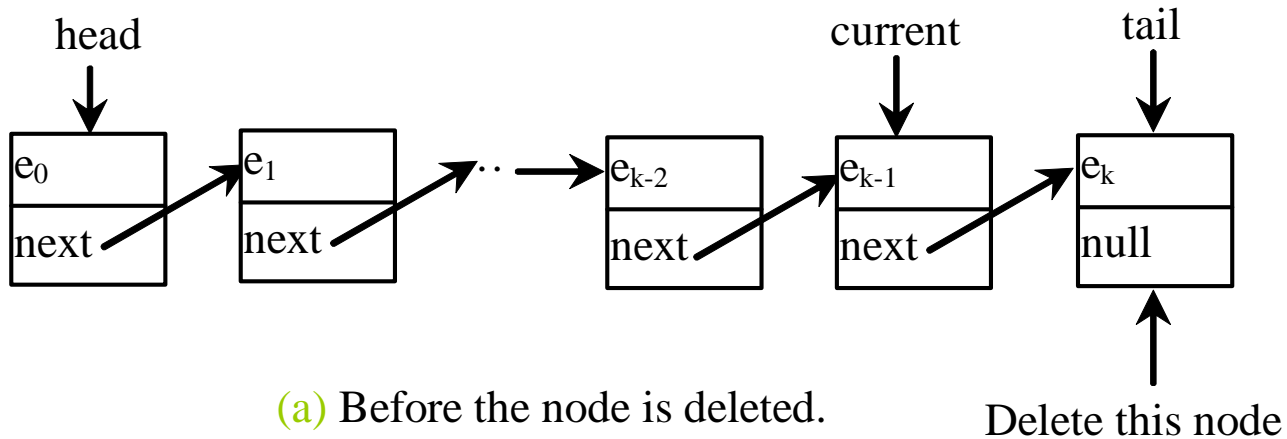 head current tail
e0 e1 .. ek-2 ek-1 ek
next next next next null
(a) Before the node is deleted.
Delete this node